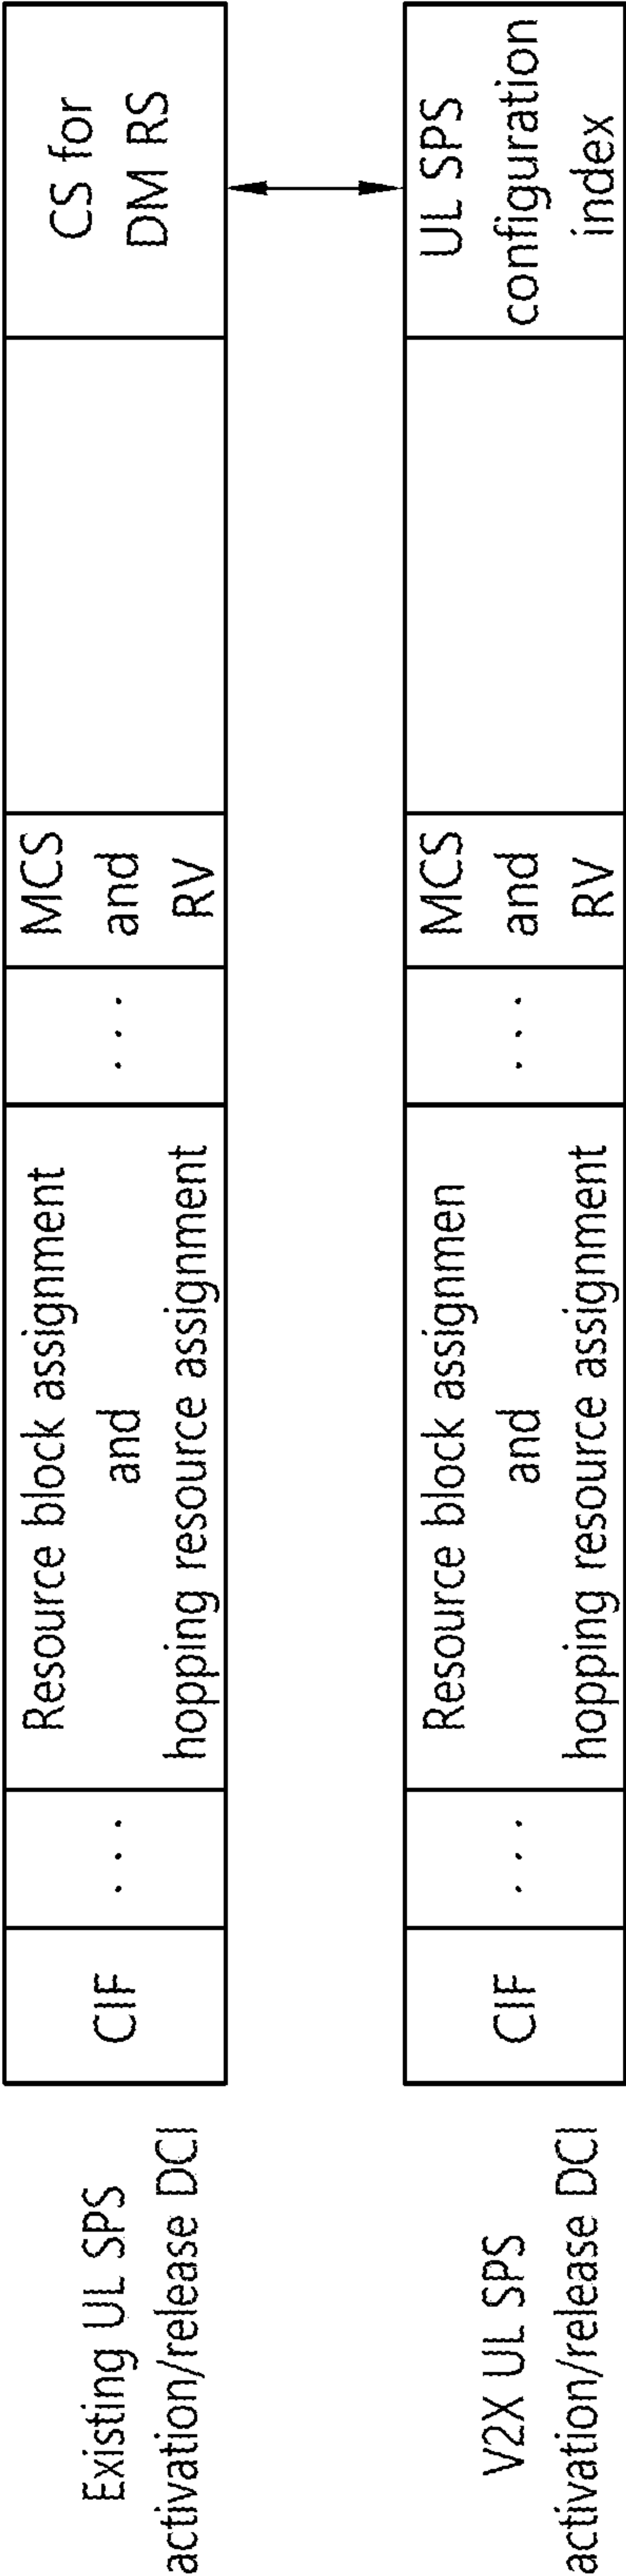 Existing UL SPS
activation/release DCI
CIF
...
Resource block assignment
and
hopping resource assignment
...
MCS
and
RV
CS for
DM RS
V2X UL SPS
activation/release DCI
CIF
...
Resource block assignmen
and
hopping resource assignment
...
MCS
and
RV
UL SPS
configuration
index